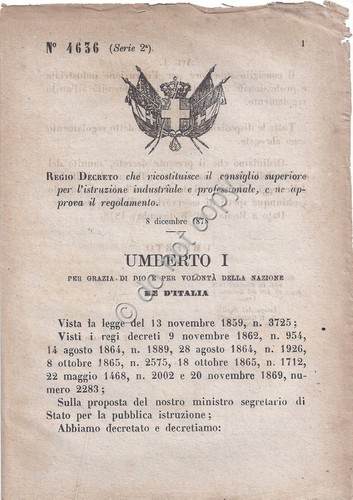 N° 4636 (Serie 2ª).
1
REGIO DECRETO che ricostituisce il consiglio superiore
per l'istruzione industriale e professionale, e ne ap-
prova il regolamento.
8 dicembre 1878
UMBERTO I
PER GRAZIA DI DIO E PER VOLONTÀ DELLA NAZIONE
RE D'ITALIA
Vista la legge del 13 novembre 1859, n. 3725;
Visti i regi decreti 9 novembre 1862, n. 954,
14 agosto 1864, n. 1889, 28 agosto 1864, n. 1926,
8 ottobre 1865, n. 2575, 18 ottobre 1865, n. 1712,
22 maggio 1468, n. 2002 e 20 novembre 1869, nu-
mero 2283;
Sulla proposta del nostro ministro segretario di
Stato per la pubblica istruzione;
Abbiamo decretato e decretiamo:
do not copy